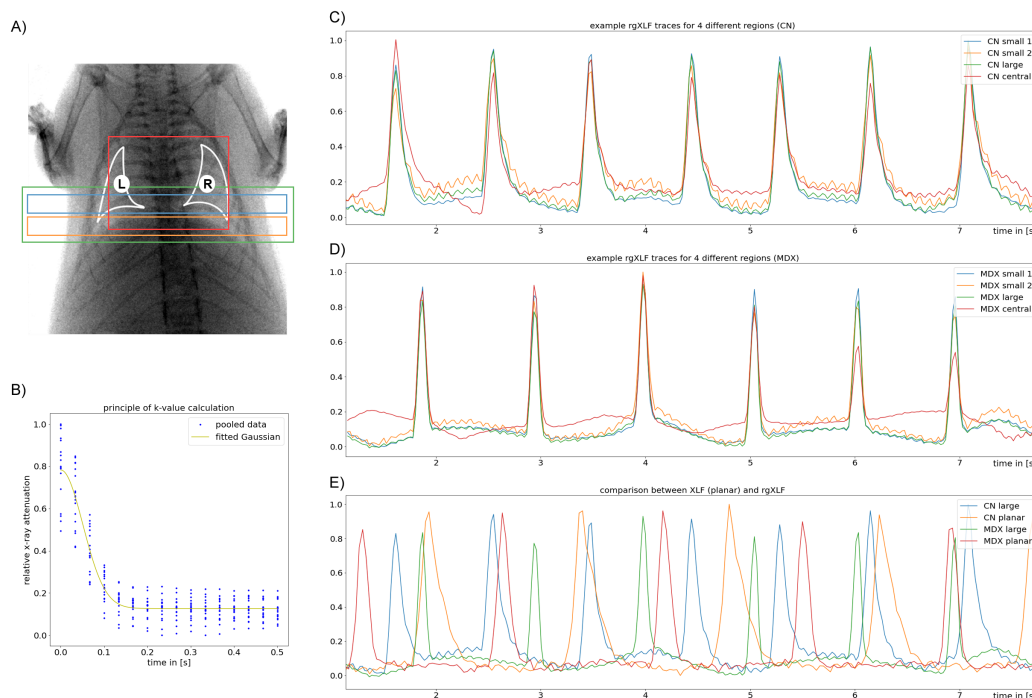 A)
L
R
B)
principle of k-value calculation
pooled data
fitted Gaussian
relative x-ray attenuation
1.0
0.8
0.6
0.4
0.2
0.0
0.0 0.1 0.2 0.3 0.4 0.5
time in [s]
C)
example rgXLF traces for 4 different regions (CN)
CN small 1
CN small 2
CN large
CN central
1.0
0.8
0.6
0.4
0.2
0.0
2 3 4 5 6 7 time in [s]
D)
example rgXLF traces for 4 different regions (MDX)
MDX small 1
MDX small 2
MDX large
MDX central
1.0
0.8
0.6
0.4
0.2
0.0
2 3 4 5 6 7 time in [s]
E)
comparison between XLF (planar) and rgXLF
CN large
CN planar
MDX large
MDX planar
1.0
0.8
0.6
0.4
0.2
0.0
2 3 4 5 6 7 time in [s]